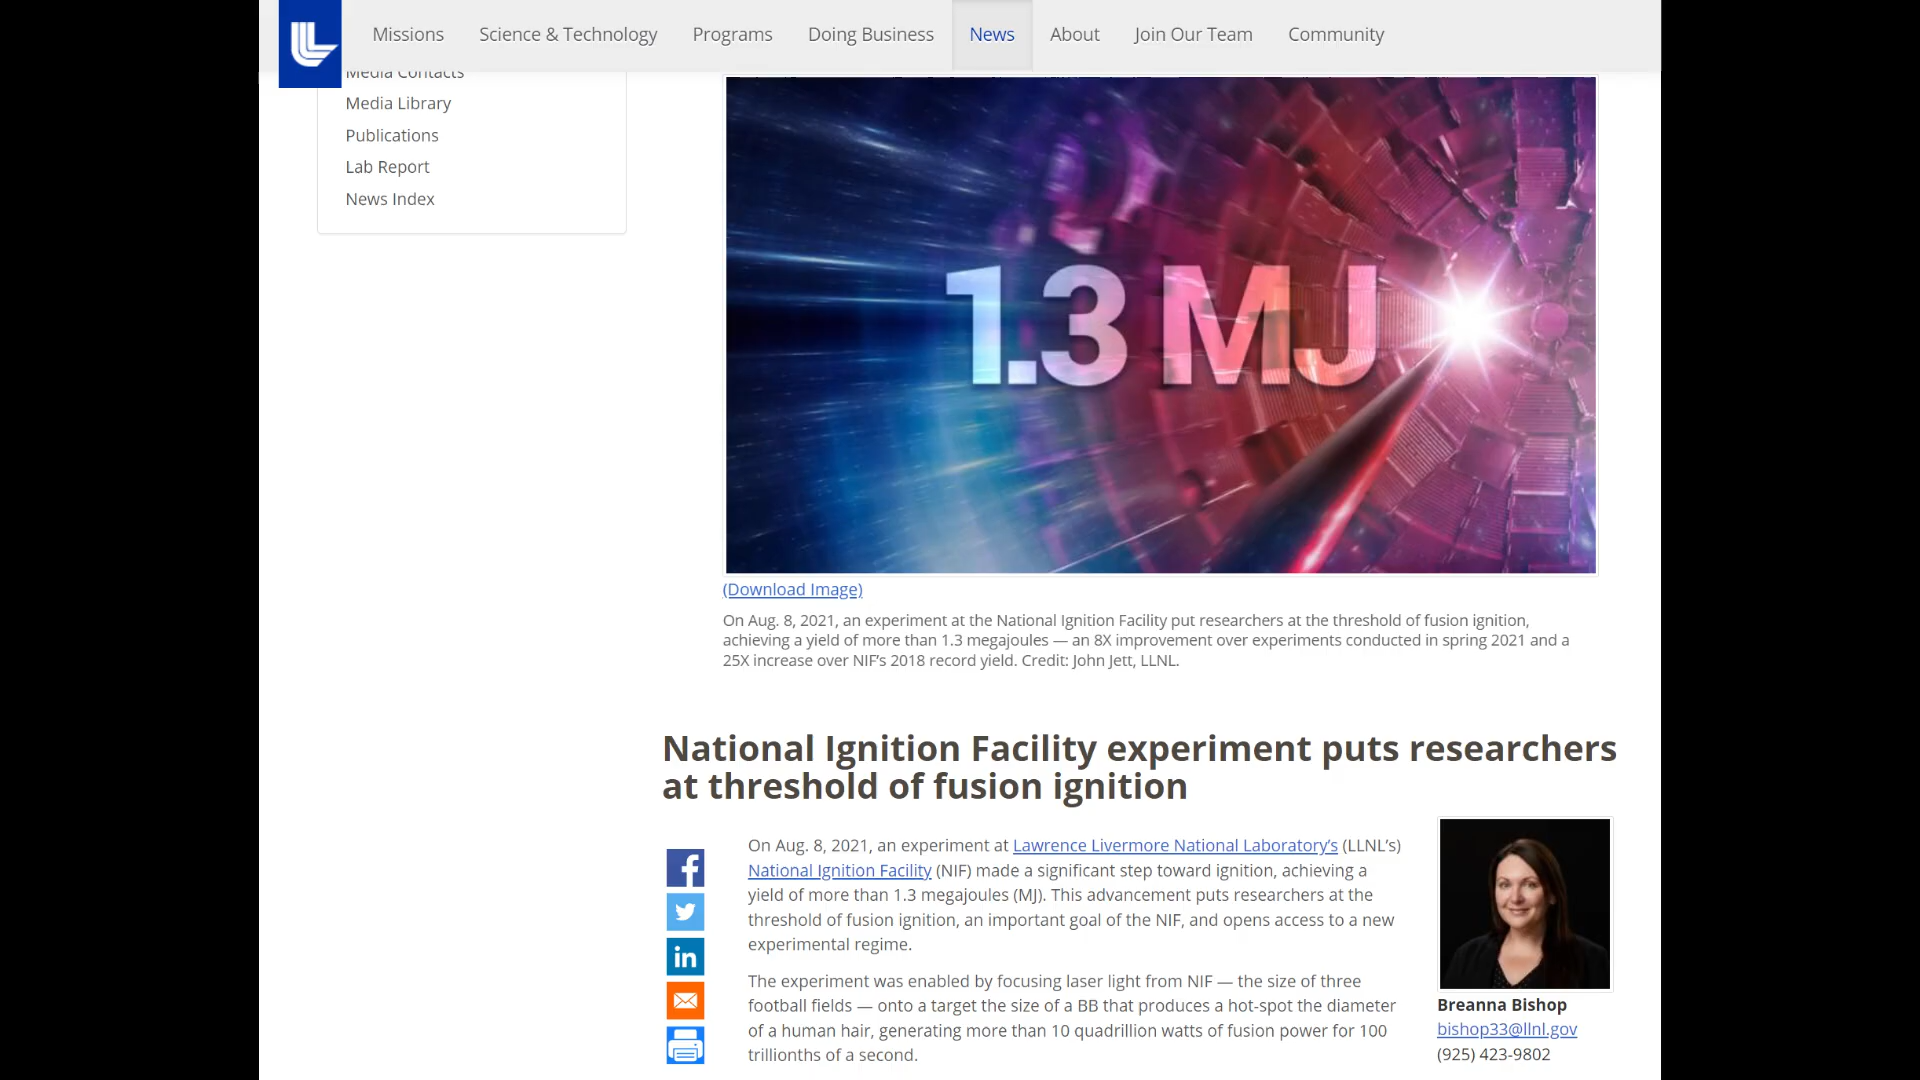 Missions Science & Technology Programs Doing Business News About Join Our Team Community
Media Contacts
Media Library
Publications
Lab Report
News Index
1.3 MJ
(Download Image)
On Aug. 8, 2021, an experiment at the National Ignition Facility put researchers at the threshold of fusion ignition,
achieving a yield of more than 1.3 megajoules — an 8X improvement over experiments conducted in spring 2021 and a
25X increase over NIF’s 2018 record yield. Credit: John Jett, LLNL.
National Ignition Facility experiment puts researchers
at threshold of fusion ignition
On Aug. 8, 2021, an experiment at Lawrence Livermore National Laboratory’s (LLNL’s)
National Ignition Facility (NIF) made a significant step toward ignition, achieving a
yield of more than 1.3 megajoules (MJ). This advancement puts researchers at the
threshold of fusion ignition, an important goal of the NIF, and opens access to a new
experimental regime.
The experiment was enabled by focusing laser light from NIF — the size of three
football fields — onto a target the size of a BB that produces a hot-spot the diameter
of a human hair, generating more than 10 quadrillion watts of fusion power for 100
trillionths of a second.
Breanna Bishop
bishop33@llnl.gov
(925) 423-9802